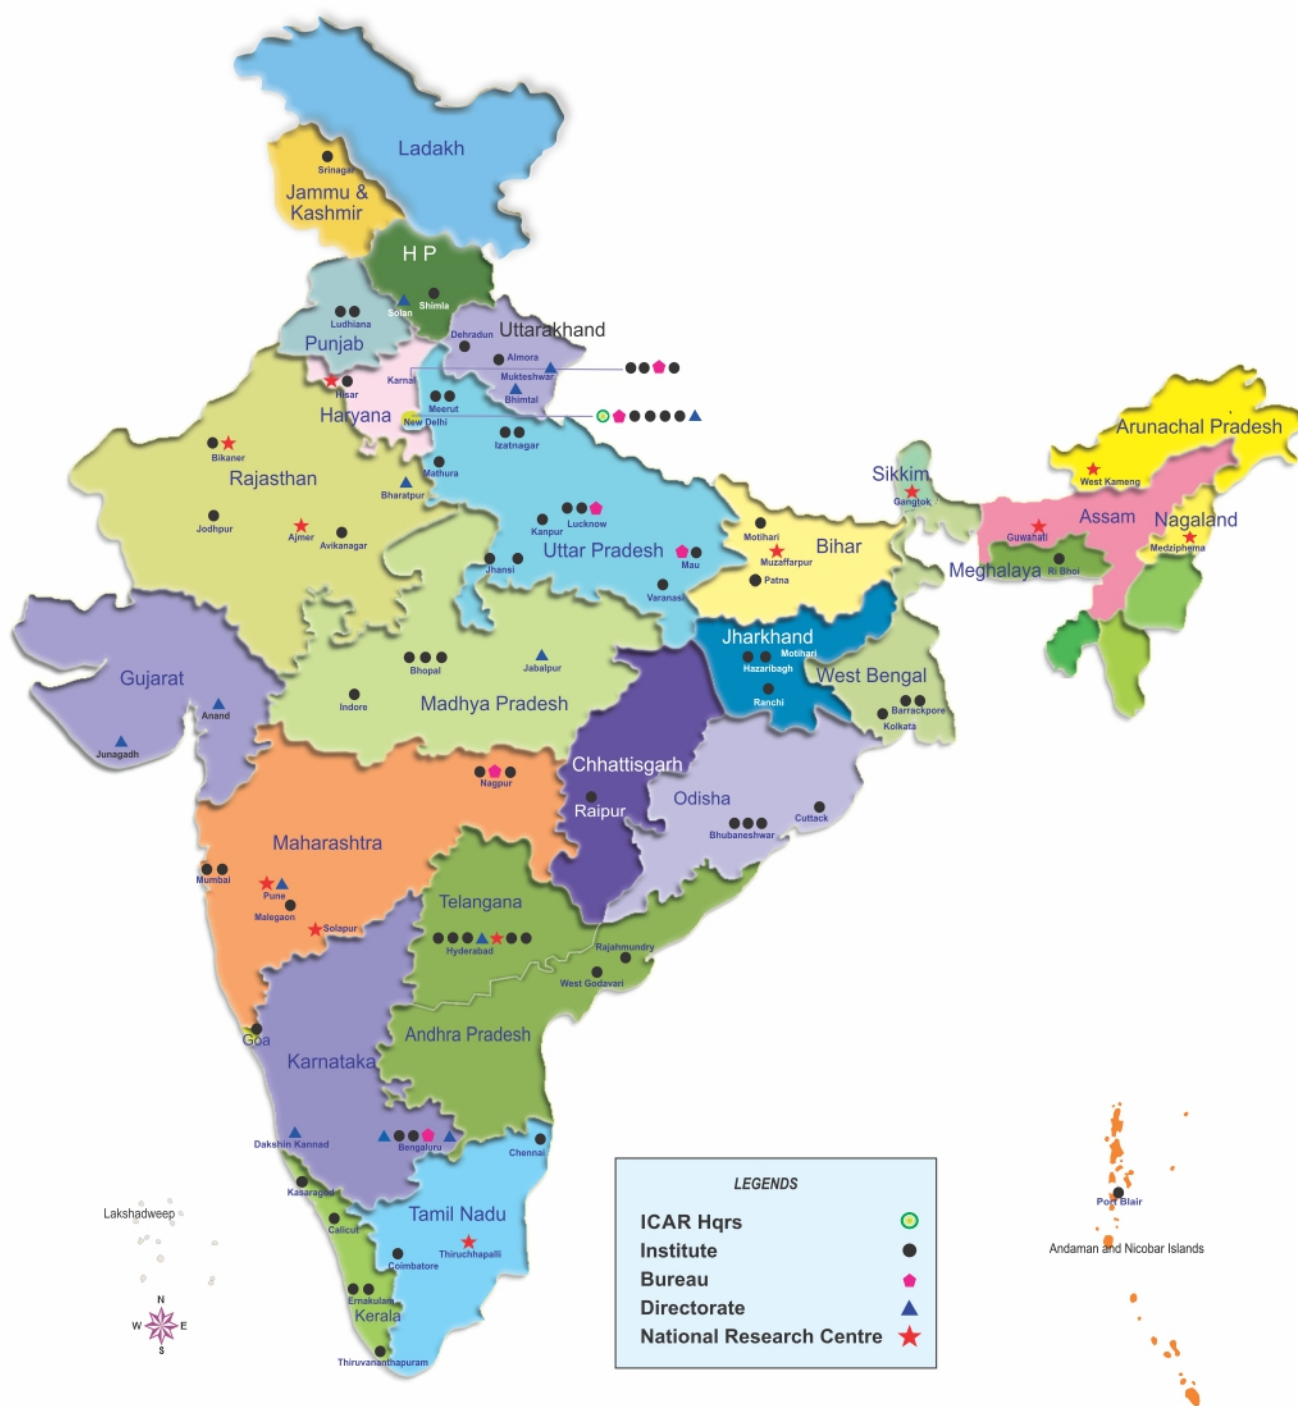 Ladakh
Srinagar
Jammu &
Kashmir
H P
Shimla
Solan
Ludhiana
Punjab
Dehradun
Uttarakhand
Almora
Mukteshwar
Bhimtal
Karnal
Hisar
Haryana
Meerut
New Delhi
Izatnagar
Mathura
Bikaner
Rajasthan
Bharatpur
Jodhpur
Ajmer
Avikanagar
Kanpur
Lucknow
Uttar Pradesh
Jhansi
Mau
Varanasi
Motihari
Bihar
Muzaffarpur
Patna
Sikkim
Gangtok
Arunachal Pradesh
West Kameng
Assam
Guwahati
Nagaland
Medziphema
Meghalaya
Ri Bhoi
Jharkhand
Motihari
Hazaribagh
Ranchi
West Bengal
Barrackpore
Kolkata
Gujarat
Anand
Junagadh
Bhopal
Jabalpur
Indore
Madhya Pradesh
Chhattisgarh
Raipur
Odisha
Bhubaneshwar
Cuttack
Nagpur
Maharashtra
Mumbai
Pune
Malegaon
Solapur
Telangana
Hyderabad
Rajahmundry
West Godavari
Andhra Pradesh
Goa
Karnataka
Dakshin Kannad
Bengaluru
Chennai
Kasaragod
Calicut
Tamil Nadu
Thiruchhapalli
Coimbatore
Ernakulam
Kerala
Thiruvananthapuram
Lakshadweep
N
W E
S
Port Blair
Andaman and Nicobar Islands
LEGENDS
ICAR Hqrs
Institute
Bureau
Directorate
National Research Centre